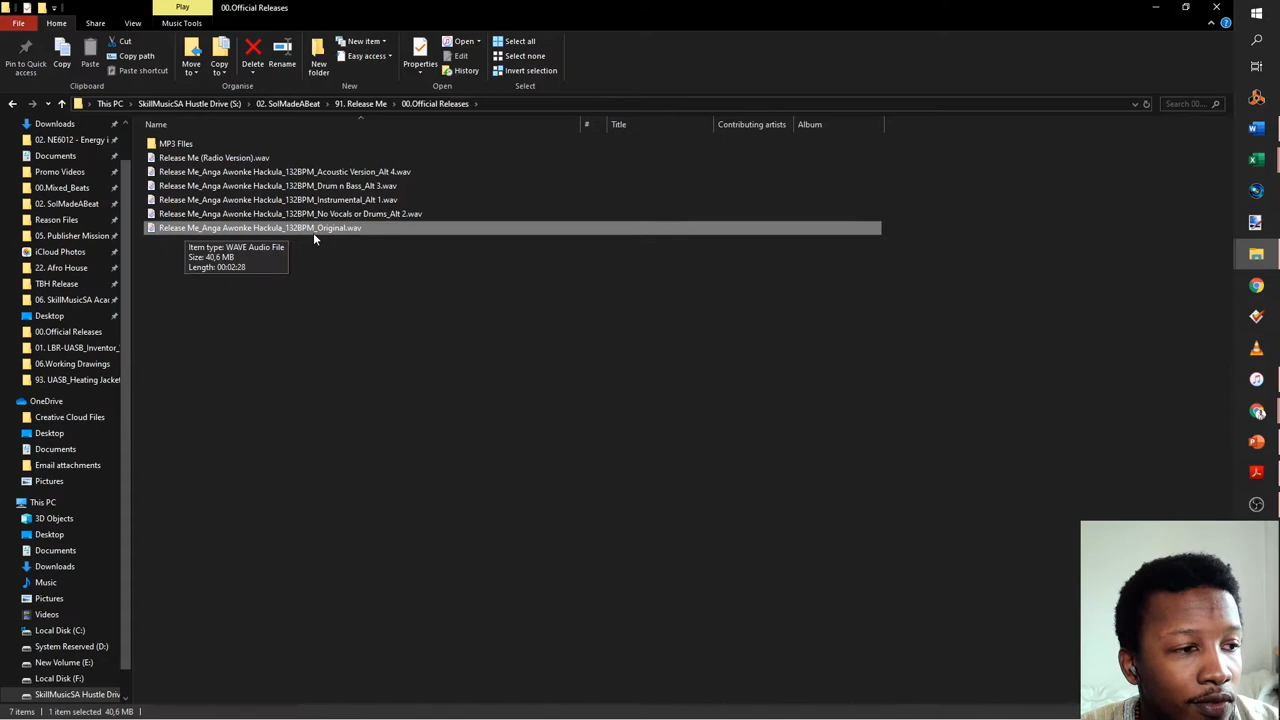 Play
00.Official Releases
File
Home
Share
View
Music Tools
Pin to Quick access
Copy
Paste
Cut
Copy path
Paste shortcut
Clipboard
Move to
Copy to
Delete
Rename
Organise
New folder
New item
Easy access
New
Properties
Open
Edit
History
Open
Select all
Select none
Invert selection
Select
This PC
SkillMusicSA Hustle Drive (S:)
02. SolMadeABeat
91. Release Me
00.Official Releases
Search 00....
Name
#
Title
Contributing artists
Album
MP3 FIles
Release Me (Radio Version).wav
Release Me_Anga Awonke Hackula_132BPM_Acoustic Version_Alt 4.wav
Release Me_Anga Awonke Hackula_132BPM_Drum n Bass_Alt 3.wav
Release Me_Anga Awonke Hackula_132BPM_Instrumental_Alt 1.wav
Release Me_Anga Awonke Hackula_132BPM_No Vocals or Drums_Alt 2.wav
Release Me_Anga Awonke Hackula_132BPM_Original.wav
Item type: WAVE Audio File
Size: 40,6 MB
Length: 00:02:28
Downloads
02. NE6012 - Energy i
Documents
Promo Videos
00.Mixed_Beats
02. SolMadeABeat
Reason Files
05. Publisher Mission
iCloud Photos
22. Afro House
TBH Release
06. SkillMusicSA Aca
Desktop
00.Official Releases
01. LBR-UASB_Inventor_
06.Working Drawings
93. UASB_Heating Jacket
OneDrive
Creative Cloud Files
Desktop
Documents
Email attachments
Pictures
This PC
3D Objects
Desktop
Documents
Downloads
Music
Pictures
Videos
Local Disk (C:)
System Reserved (D:)
New Volume (E:)
Local Disk (F:)
SkillMusicSA Hustle Driv
7 items
1 item selected 40,6 MB